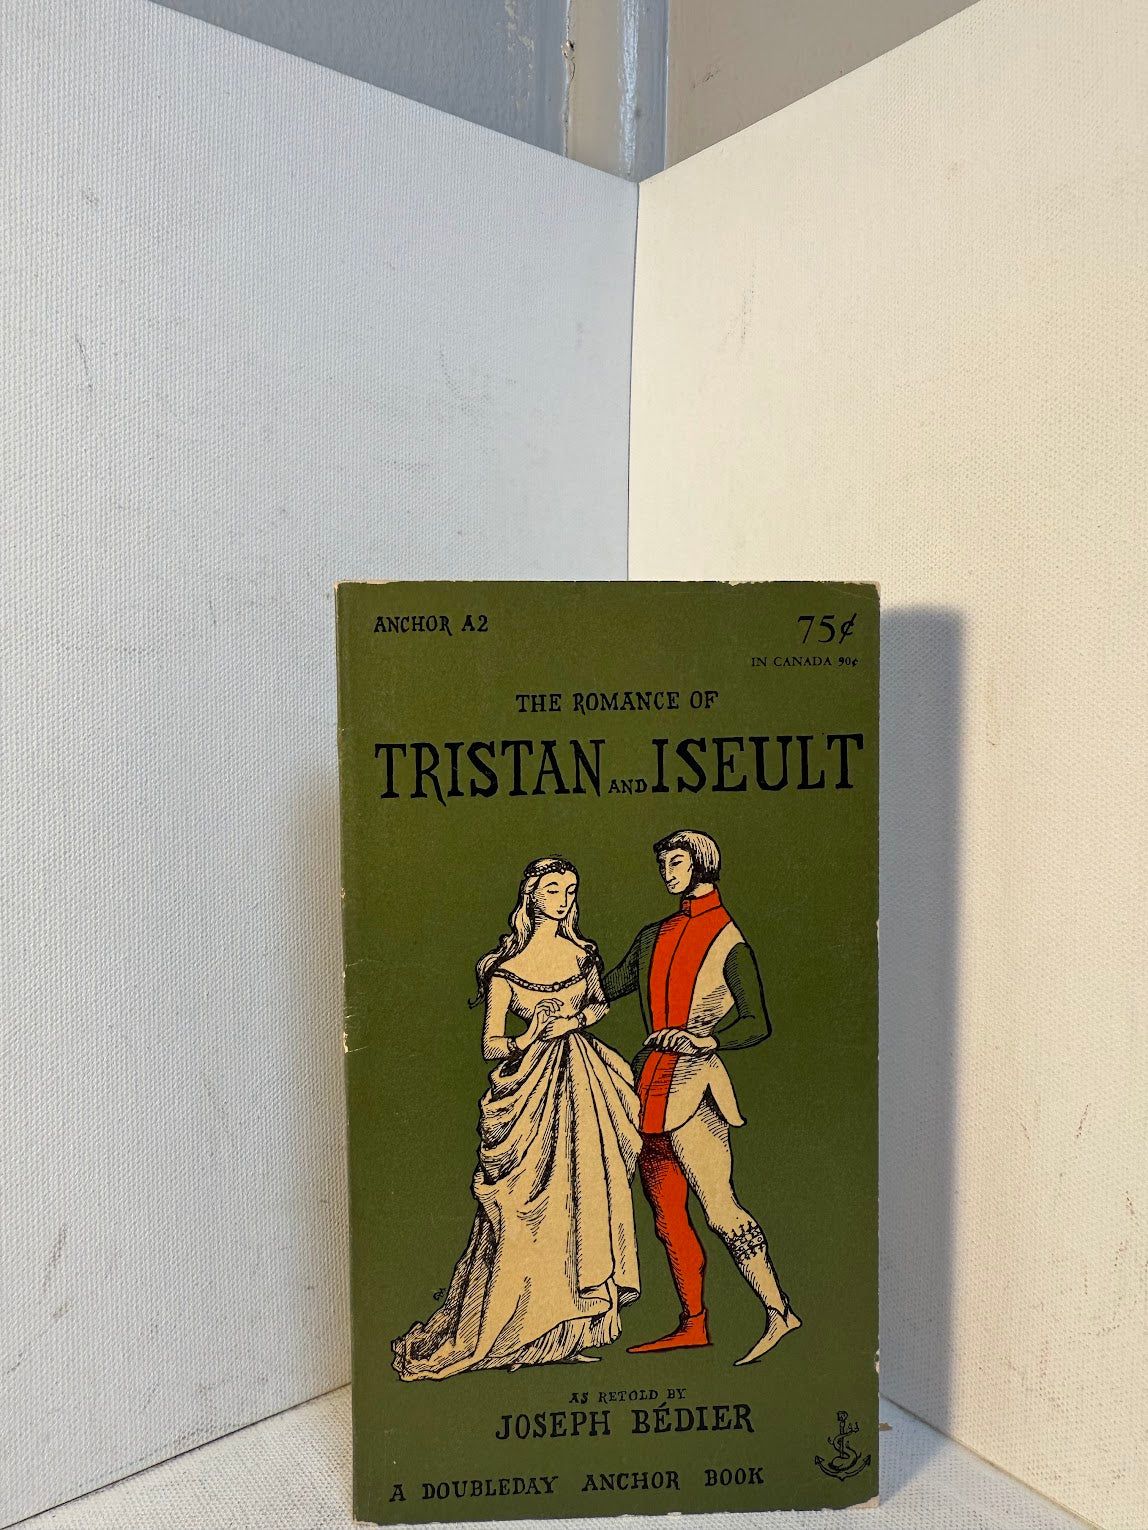 ANCHOR A2
75¢
IN CANADA 90¢
THE ROMANCE OF
TRISTAN AND ISEULT
AS RETOLD BY
JOSEPH BÉDIER
A DOUBLEDAY ANCHOR BOOK